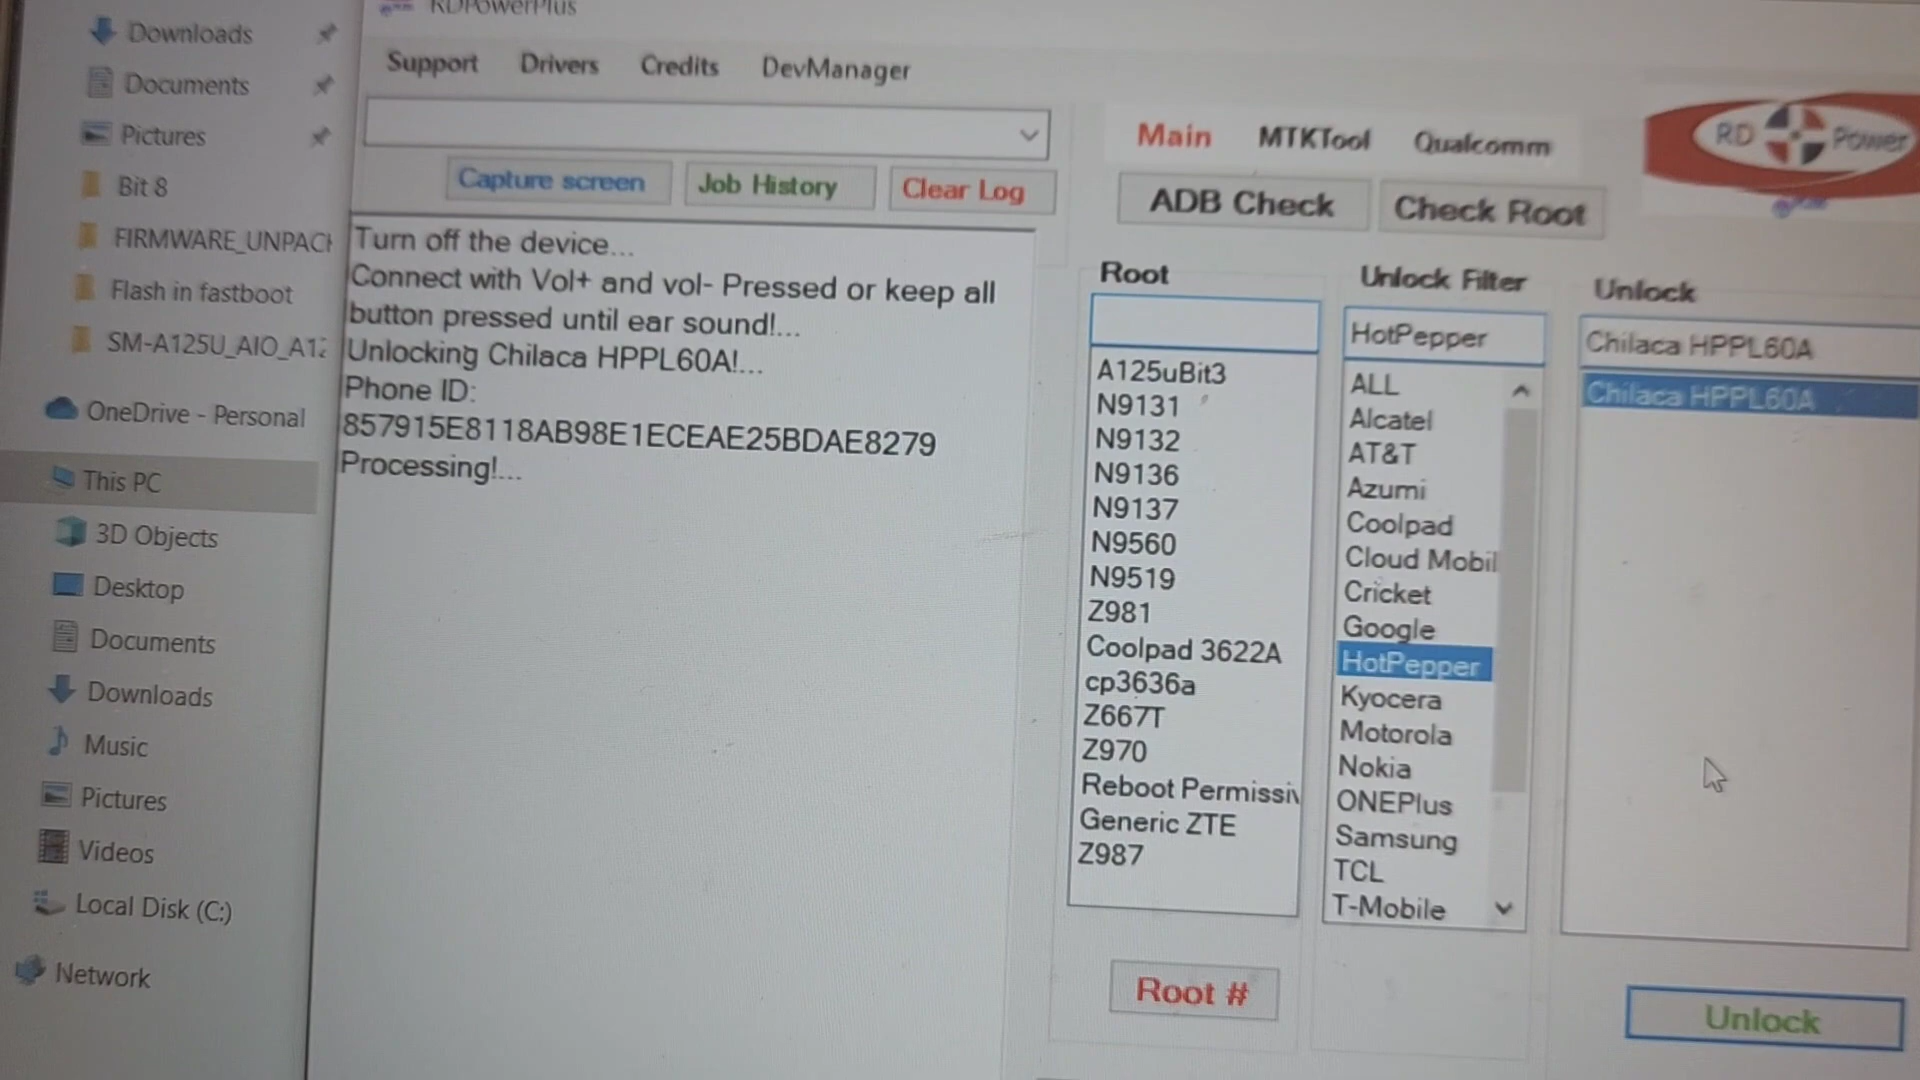 Downloads
Documents
Pictures
Bit 8
FIRMWARE_UNPACK
Flash in fastboot
SM-A125U_AIO_A12
OneDrive - Personal
This PC
3D Objects
Desktop
Documents
Downloads
Music
Pictures
Videos
Local Disk (C:)
Network
RDPowerPlus
Support Drivers Credits DevManager
Capture screen Job History Clear Log
Turn off the device...
Connect with Vol+ and vol- Pressed or keep all
button pressed until ear sound!...
Unlocking Chilaca HPPL60A!...
Phone ID:
857915E8118AB98E1ECEAE25BDAE8279
Processing!...
Main MTKTool Qualcomm
RD Power
ADB Check Check Root
Root
A125uBit3
N9131
N9132
N9136
N9137
N9560
N9519
Z981
Coolpad 3622A
cp3636a
Z667T
Z970
Reboot Permissiv
Generic ZTE
Z987
Root #
Unlock Filter
HotPepper
ALL
Alcatel
AT&T
Azumi
Coolpad
Cloud Mobil
Cricket
Google
HotPepper
Kyocera
Motorola
Nokia
ONEPlus
Samsung
TCL
T-Mobile
Unlock
Chilaca HPPL60A
Chilaca HPPL60A
Unlock